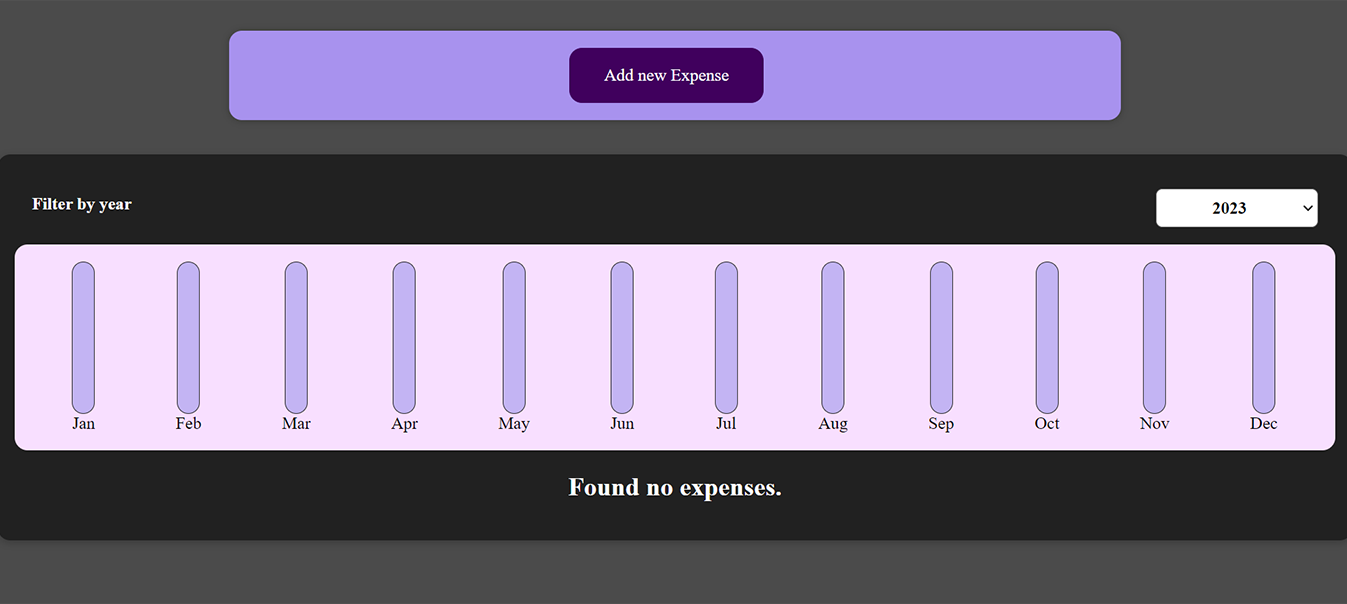 Add new Expense
Filter by year
2023
Jan Feb Mar Apr May Jun Jul Aug Sep Oct Nov Dec
Found no expenses.